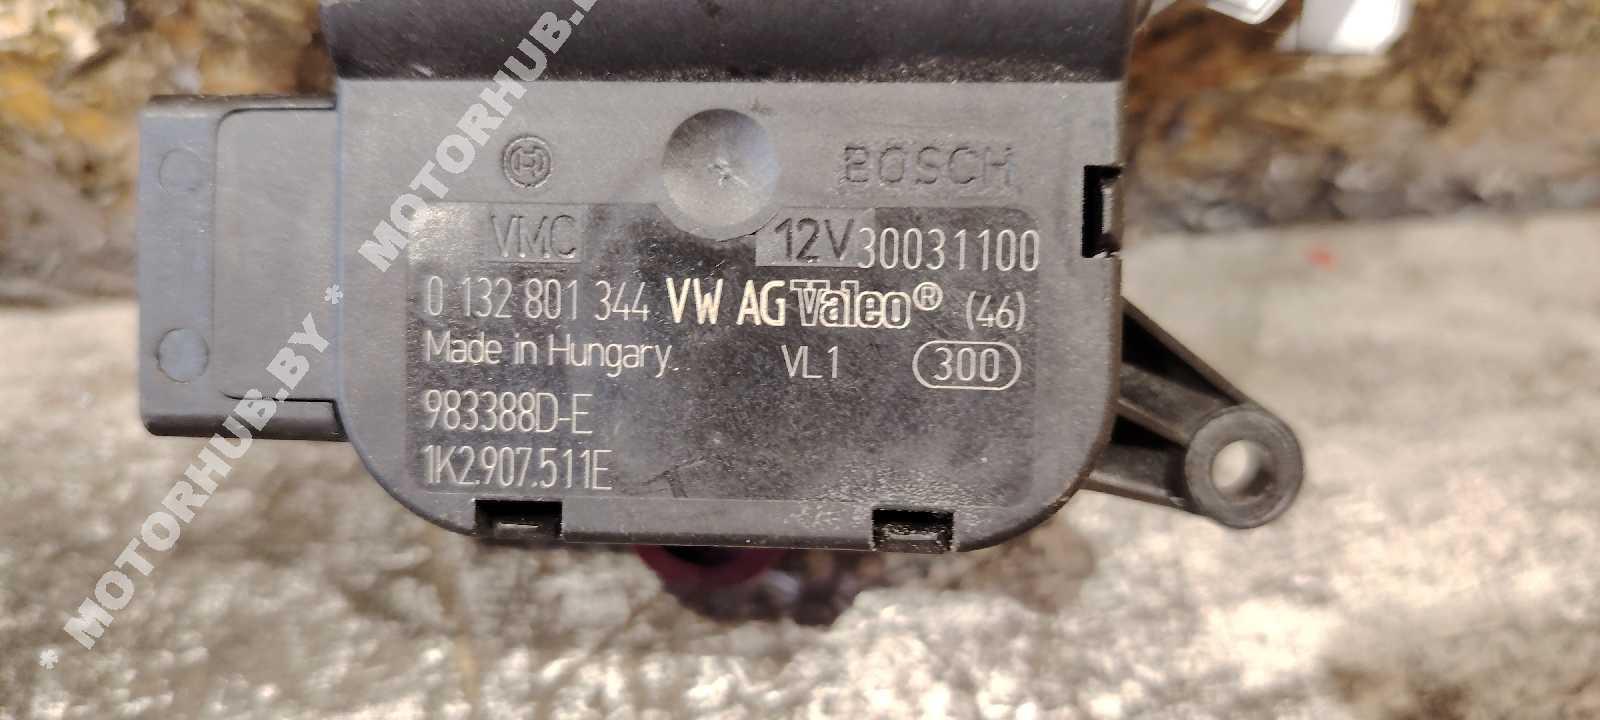 BOSCH
VMC 12V 30031100
0 132 801 344 VW AG Valeo® (46)
Made in Hungary. VL1 300
983388D-E
1K2.907.511E
* MOTORHUB.BY * MOTORHUB.BY